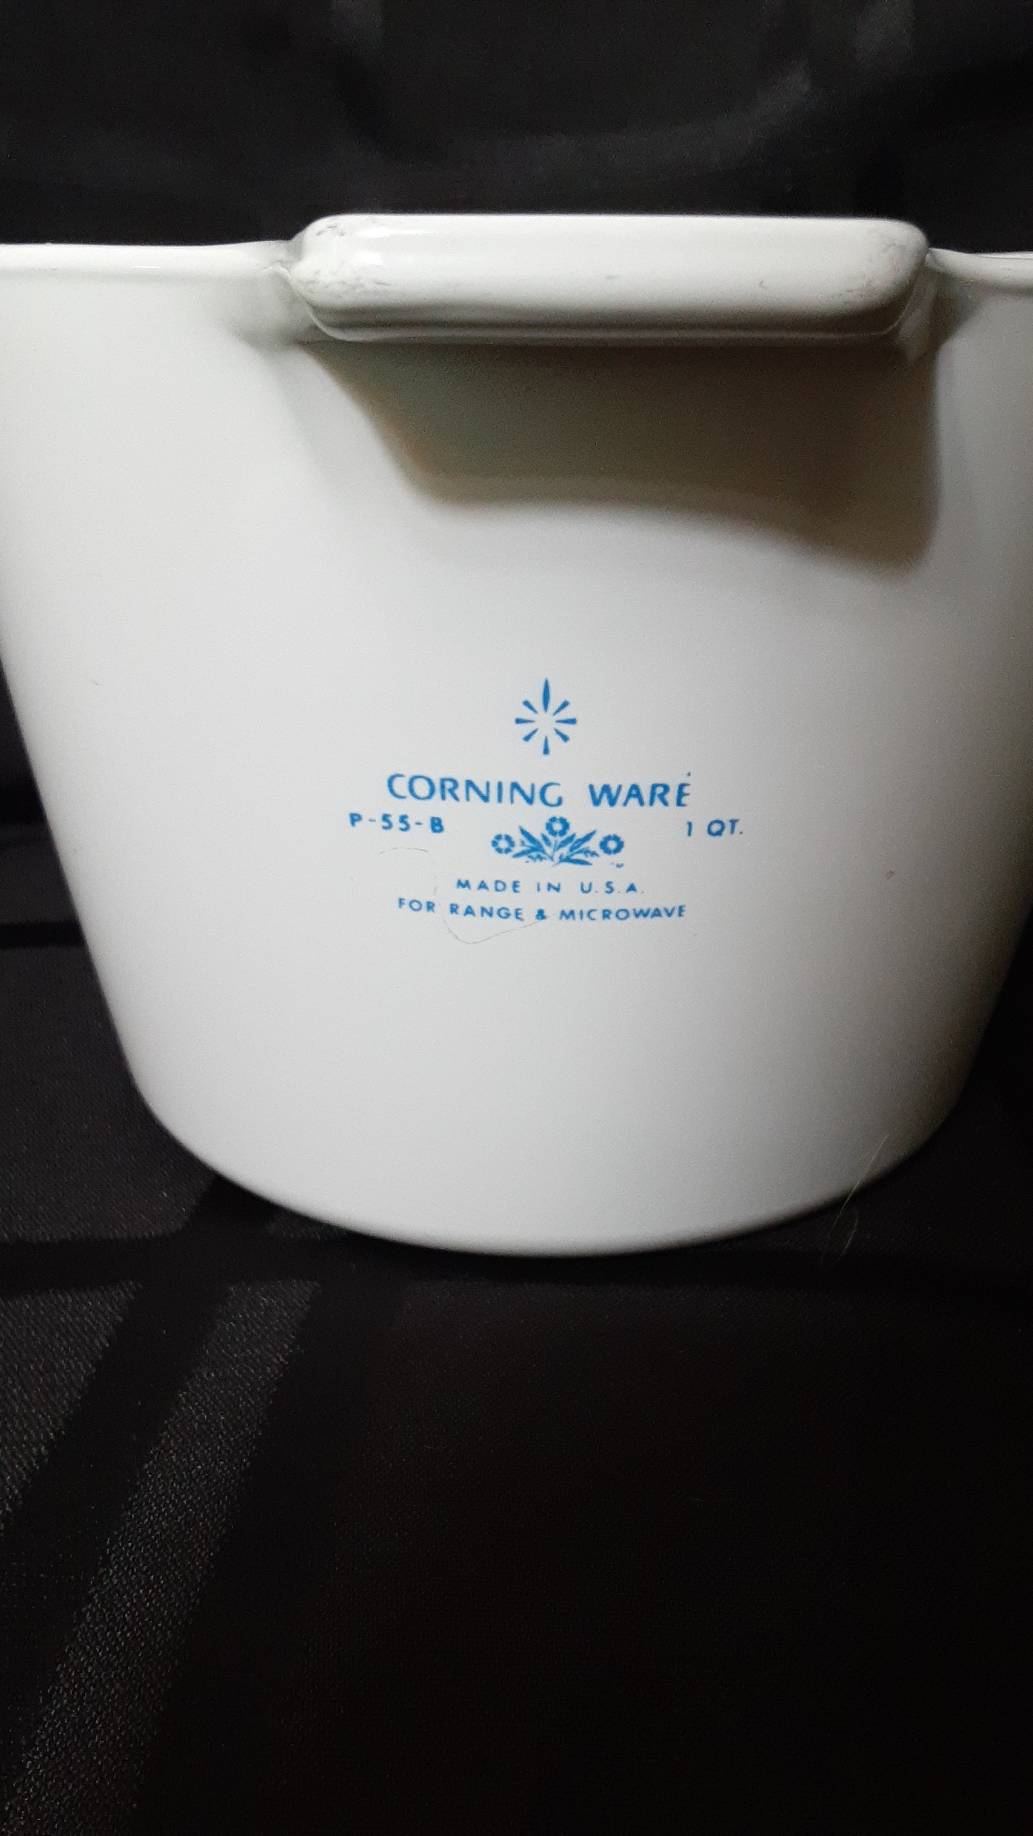 CORNING WARE
P-55-B 1 QT.
MADE IN U.S.A.
FOR RANGE & MICROWAVE